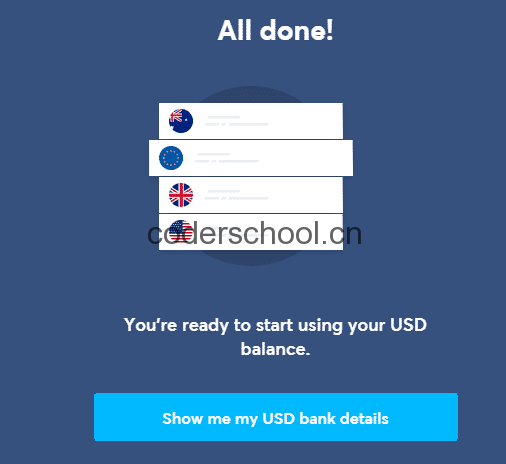 All done!
coderschool.cn
You're ready to start using your USD
balance.
Show me my USD bank details